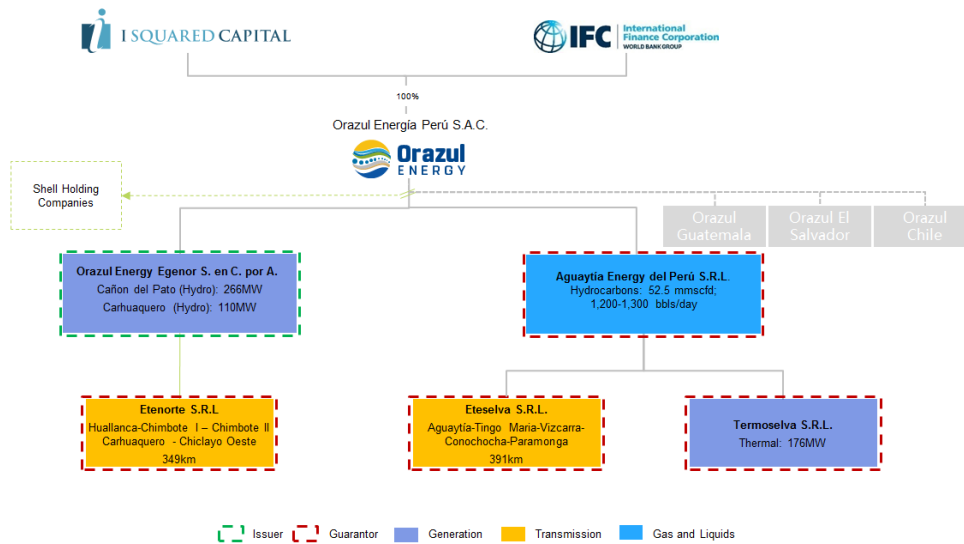 I SQUARED CAPITAL
IFC
International
Finance Corporation
WORLD BANK GROUP
100%
Orazul Energía Perú S.A.C.
Orazul
ENERGY
Shell Holding
Companies
Orazul
Guatemala
Orazul El
Salvador
Orazul
Chile
Orazul Energy Egenor S. en C. por A.
Cañon del Pato (Hydro): 266MW
Carhuaquero (Hydro): 110MW
Aguaytia Energy del Perú S.R.L.
Hydrocarbons: 52.5 mmscfd;
1,200-1,300 bbls/day
Etenorte S.R.L
Huallanca-Chimbote I – Chimbote II
Carhuaquero - Chiclayo Oeste
349km
Eteselva S.R.L.
Aguaytía-Tingo Maria-Vizcarra-
Conochocha-Paramonga
391km
Termoselva S.R.L.
Thermal: 176MW
Issuer
Guarantor
Generation
Transmission
Gas and Liquids